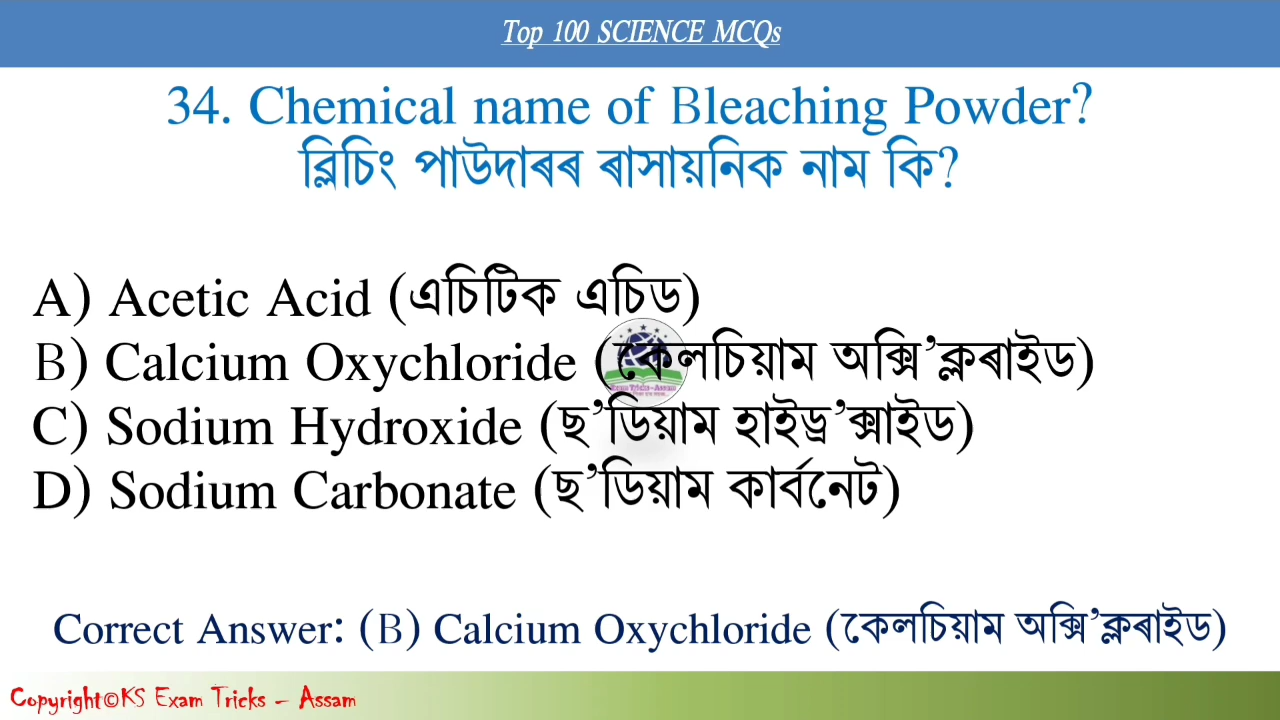 Top 100 SCIENCE MCQs
34. Chemical name of Bleaching Powder?
ব্লিচিং পাউদাৰৰ ৰাসায়নিক নাম কি?
A) Acetic Acid (এচিটিক এচিড)
B) Calcium Oxychloride (কেলচিয়াম অক্সি’ক্লৰাইড)
C) Sodium Hydroxide (ছ’ডিয়াম হাইড্ৰ’ক্সাইড)
D) Sodium Carbonate (ছ’ডিয়াম কাৰ্বনেট)
Correct Answer: (B) Calcium Oxychloride (কেলচিয়াম অক্সি’ক্লৰাইড)
Copyright©KS Exam Tricks – Assam